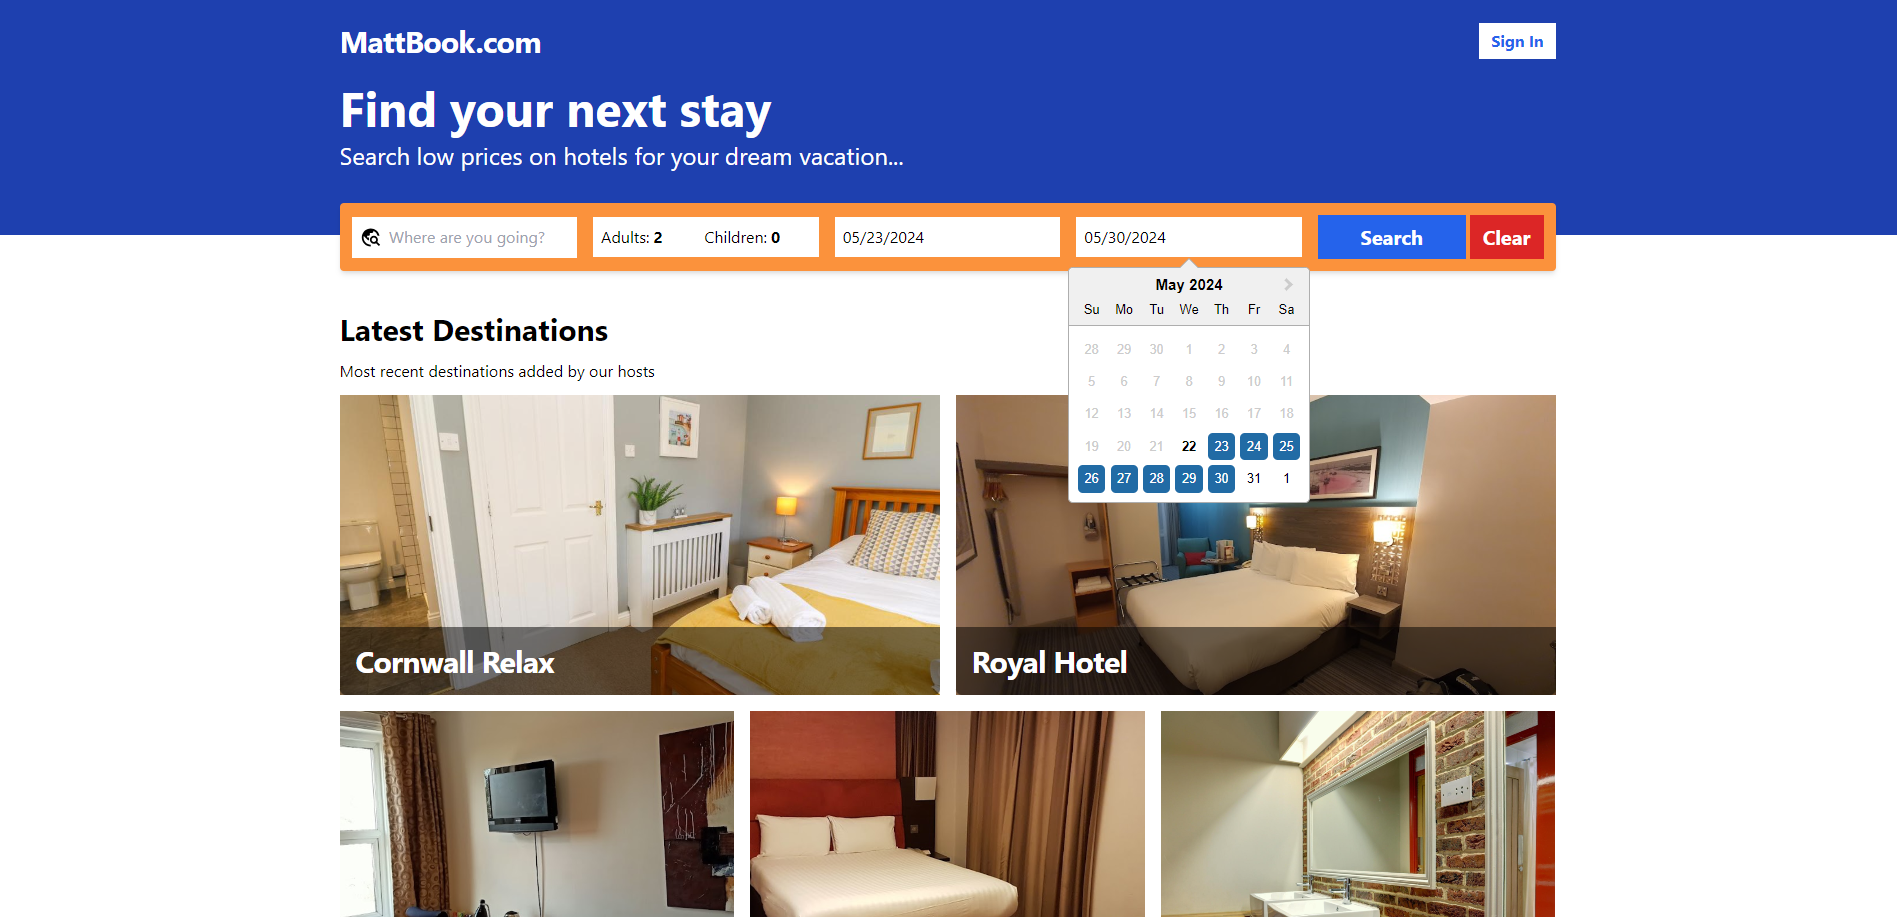 MattBook.com
Sign In
Find your next stay
Search low prices on hotels for your dream vacation...
Where are you going?
Adults: 2
Children: 0
05/23/2024
05/30/2024
Search
Clear
May 2024
Su Mo Tu We Th Fr Sa
28 29 30 1 2 3 4
5 6 7 8 9 10 11
12 13 14 15 16 17 18
19 20 21 22 23 24 25
26 27 28 29 30 31 1
Latest Destinations
Most recent destinations added by our hosts
Cornwall Relax
Royal Hotel